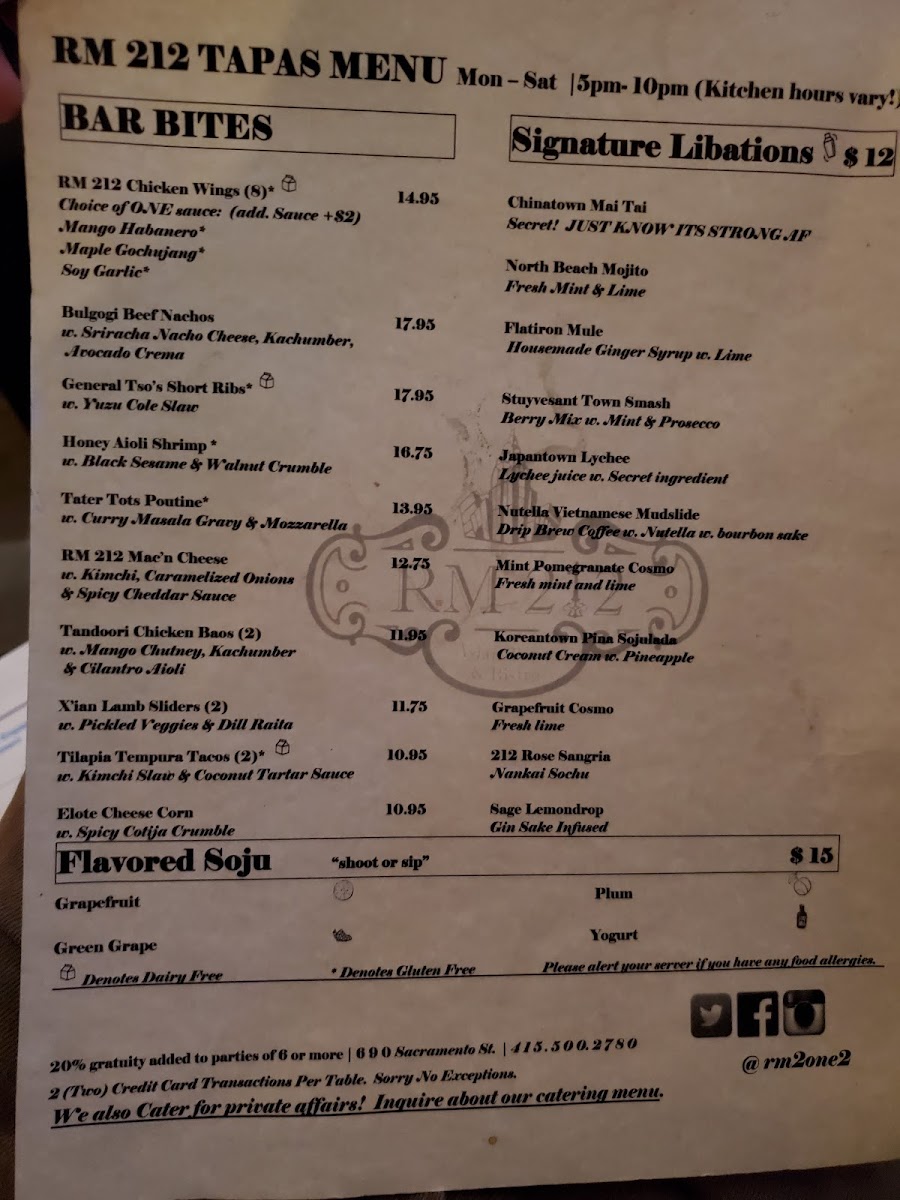 RM 212 TAPAS MENU Mon – Sat |5pm- 10pm (Kitchen hours vary!)
BAR BITES
RM 212 Chicken Wings (8)* 14.95
Choice of ONE sauce: (add. Sauce +$2)
Mango Habanero*
Maple Gochujang*
Soy Garlic*
Bulgogi Beef Nachos 17.95
w. Sriracha Nacho Cheese, Kachumber,
Avocado Crema
General Tso's Short Ribs* 17.95
w. Yuzu Cole Slaw
Honey Aioli Shrimp * 16.75
w. Black Sesame & Walnut Crumble
Tater Tots Poutine* 13.95
w. Curry Masala Gravy & Mozzarella
RM 212 Mac'n Cheese 12.75
w. Kimchi, Caramelized Onions
& Spicy Cheddar Sauce
Tandoori Chicken Baos (2) 11.95
w. Mango Chutney, Kachumber
& Cilantro Aioli
X'ian Lamb Sliders (2) 11.75
w. Pickled Veggies & Dill Raita
Tilapia Tempura Tacos (2)* 10.95
w. Kimchi Slaw & Coconut Tartar Sauce
Elote Cheese Corn 10.95
w. Spicy Cotija Crumble
Signature Libations $ 12
Chinatown Mai Tai
Secret! JUST KNOW ITS STRONG AF
North Beach Mojito
Fresh Mint & Lime
Flatiron Mule
Housemade Ginger Syrup w. Lime
Stuyvesant Town Smash
Berry Mix w. Mint & Prosecco
Japantown Lychee
Lychee juice w. Secret ingredient
Nutella Vietnamese Mudslide
Drip Brew Coffee w. Nutella w. bourbon sake
Mint Pomegranate Cosmo
Fresh mint and lime
Koreantown Pina Sojulada
Coconut Cream w. Pineapple
Grapefruit Cosmo
Fresh lime
212 Rose Sangria
Nankai Sochu
Sage Lemondrop
Gin Sake Infused
RM 212
Flavored Soju "shoot or sip" $ 15
Grapefruit Plum
Green Grape Yogurt
Denotes Dairy Free * Denotes Gluten Free Please alert your server if you have any food allergies.
20% gratuity added to parties of 6 or more | 6 9 0 Sacramento St. | 415.500.2780
2 (Two) Credit Card Transactions Per Table. Sorry No Exceptions.
We also Cater for private affairs! Inquire about our catering menu.
@rm2one2